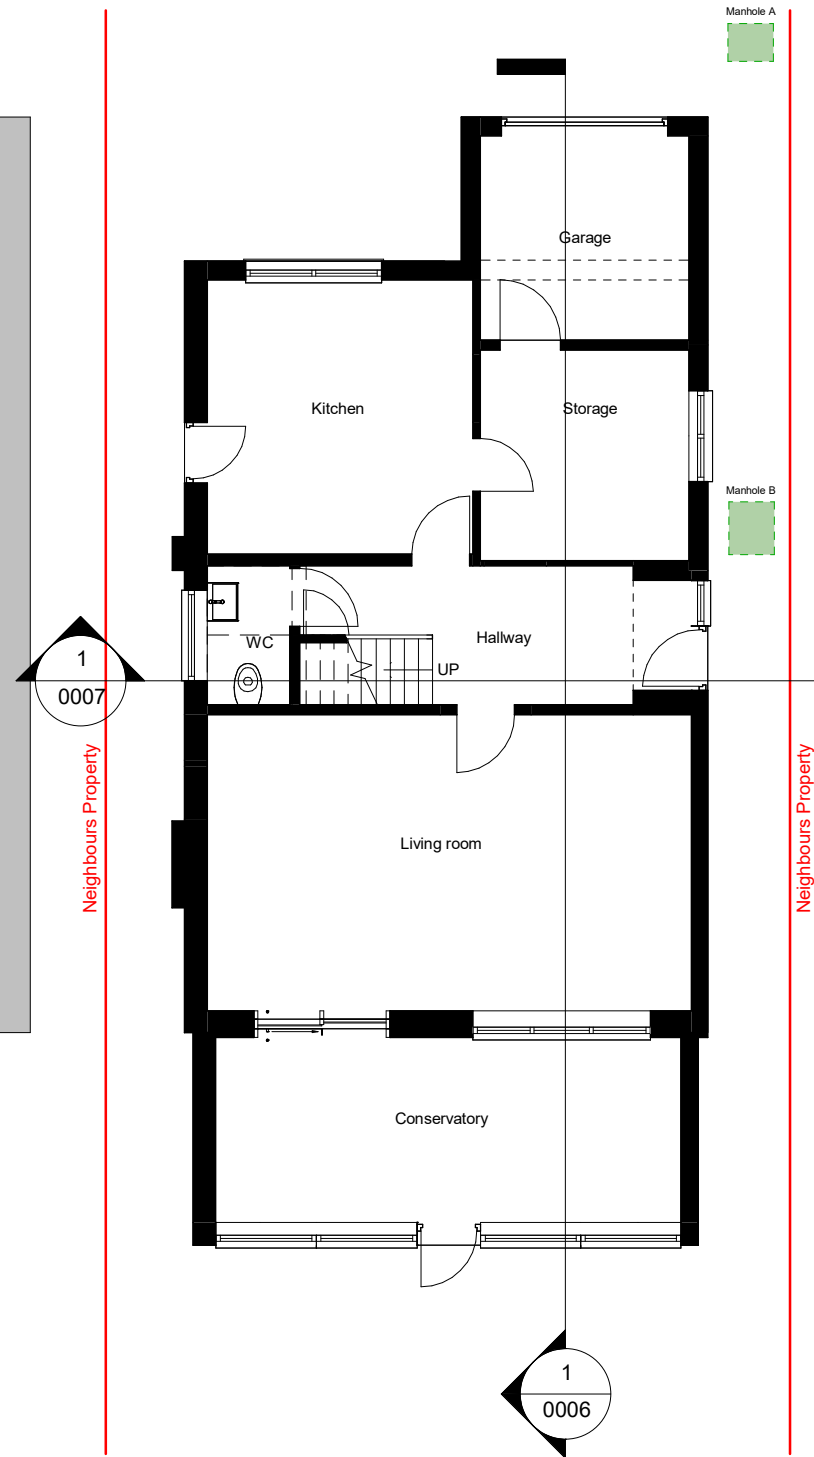 Manhole A
Garage
Kitchen
Storage
Manhole B
WC
Hallway
UP
1
0007
Neighbours Property
Neighbours Property
Living room
Conservatory
1
0006